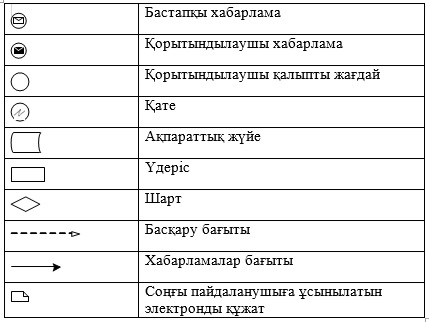 Бастапқы хабарлама
Қорытындылаушы хабарлама
Қорытындылаушы қалыпты жағдай
Қате
Ақпараттық жүйе
Үдеріс
Шарт
Басқару бағыты
Хабарламалар бағыты
Соңғы пайдаланушыға ұсынылатын
электронды құжат